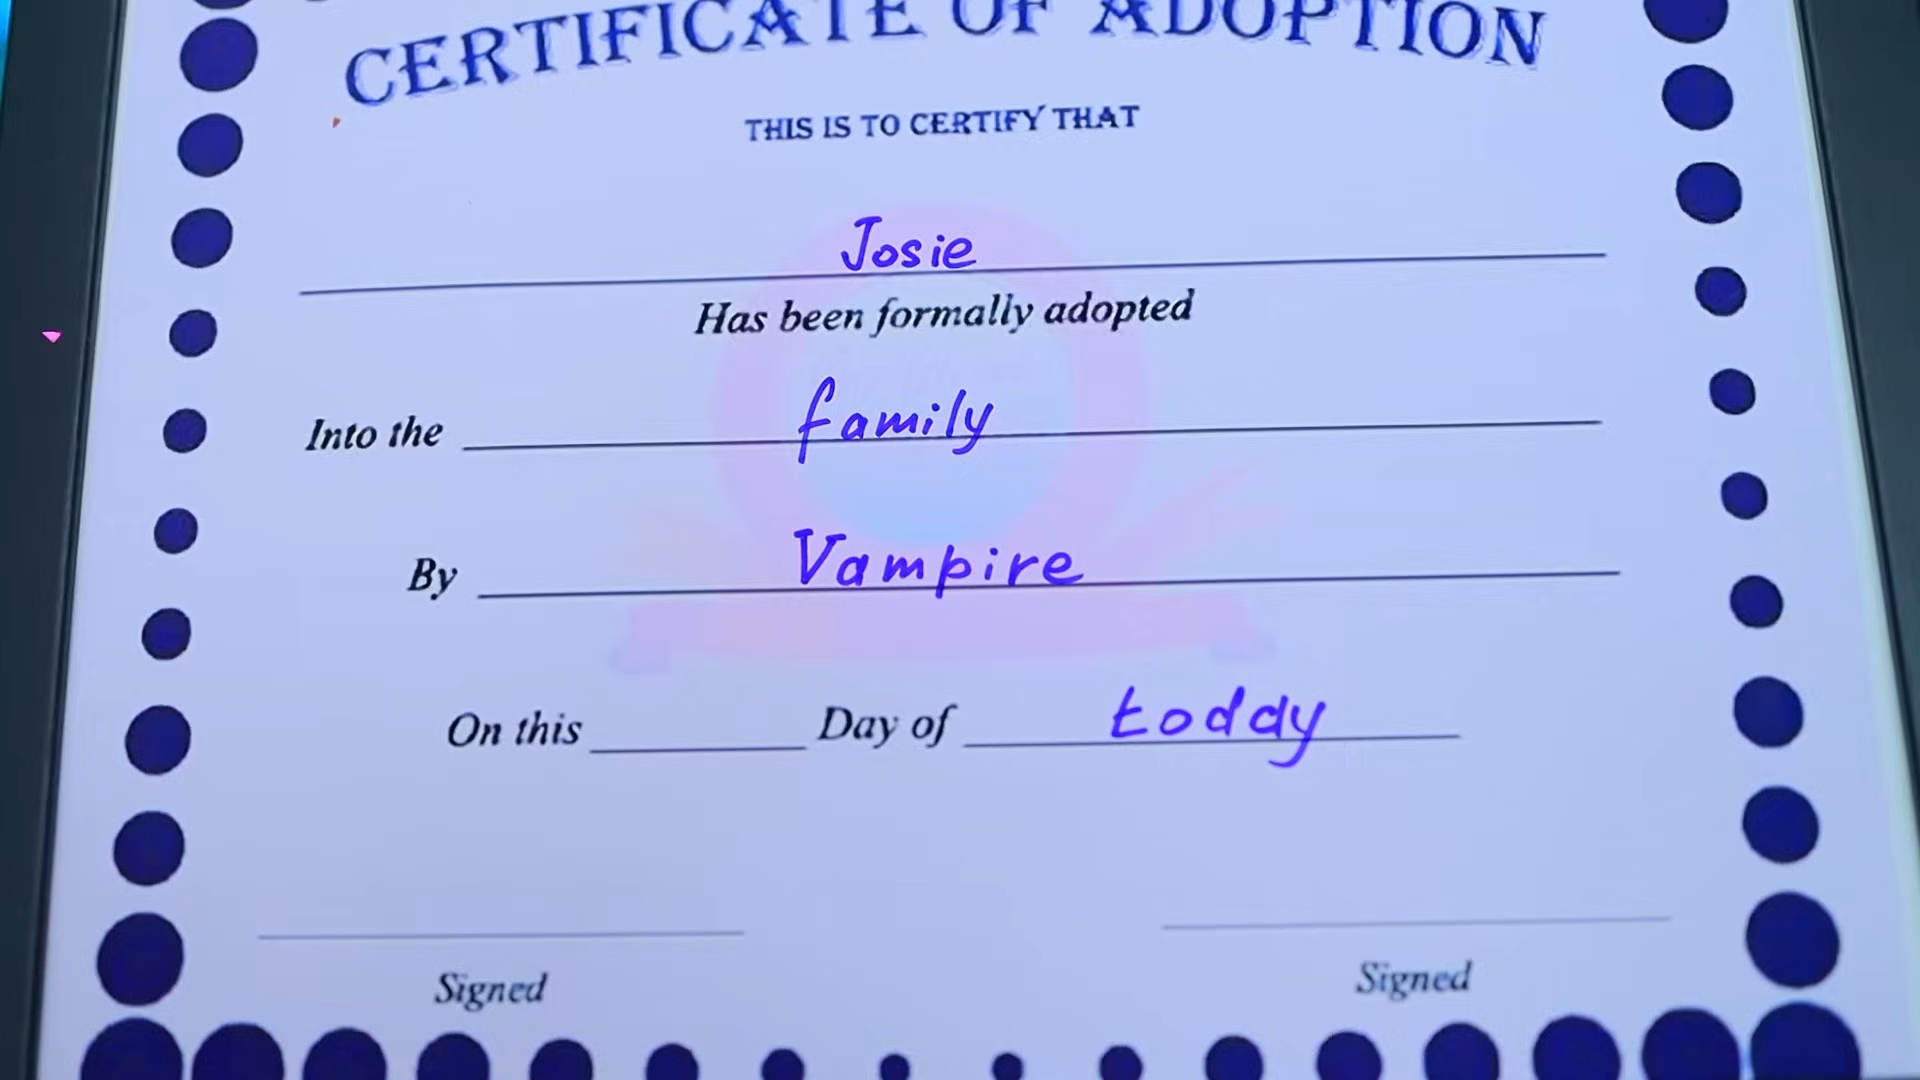 CERTIFICATE OF ADOPTION
THIS IS TO CERTIFY THAT
Josie
Has been formally adopted
Into the family
By Vampire
On this Day of toddy
Signed Signed